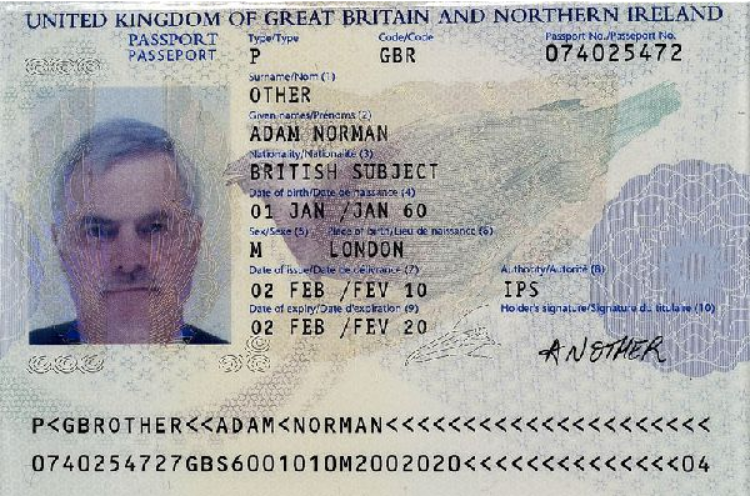 UNITED KINGDOM OF GREAT BRITAIN AND NORTHERN IRELAND
PASSPORT Type/Type Code/Code Passport No./Passeport No.
PASSEPORT P GBR 074025472
Surname/Nom (1)
OTHER
Given names/Prénoms (2)
ADAM NORMAN
Nationality/Nationalité (3)
BRITISH SUBJECT
Date of birth/Date de naissance (4)
01 JAN /JAN 60
Sex/Sexe (5) Place of birth/Lieu de naissance (6)
M LONDON
Date of issue/Date de délivrance (7) Authority/Autorité (8)
02 FEB /FEV 10 IPS
Date of expiry/Date d'expiration (9) Holder's signature/Signature du titulaire (10)
02 FEB /FEV 20
ANOTHER
P<GBROTHER<<ADAM<NORMAN<<<<<<<<<<<<<<<<<<<<<
0740254727GBS6001010M2002020<<<<<<<<<<<<<<04